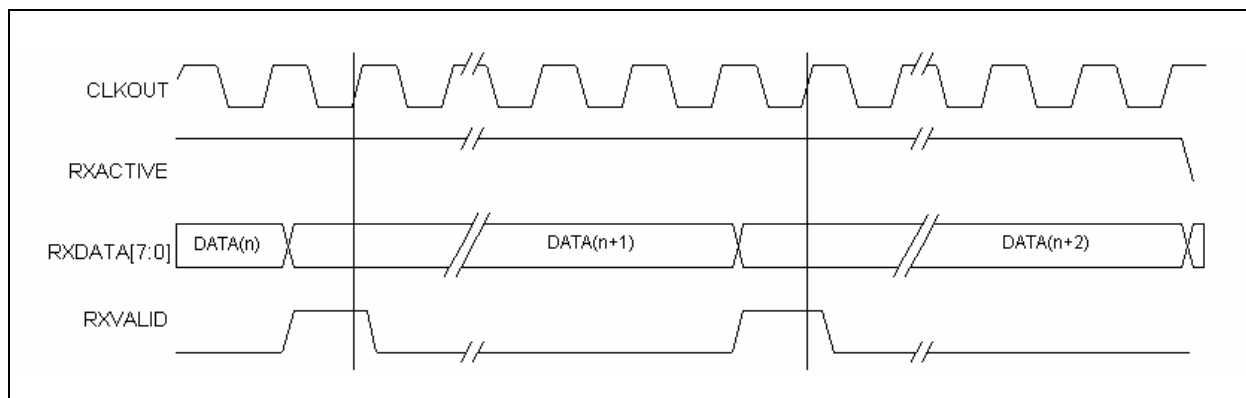 CLKOUT
RXACTIVE
RXDATA[7:0]
DATA(n)
DATA(n+1)
DATA(n+2)
RXVALID